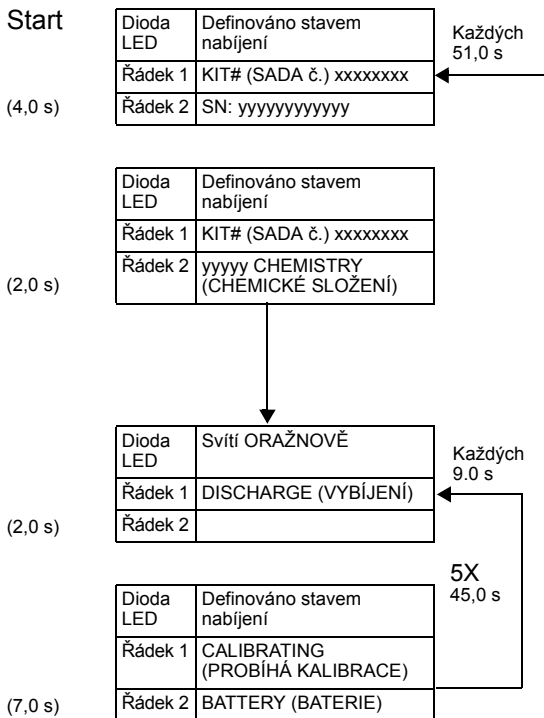 Start
Dioda LED
Definováno stavem nabíjení
Každých 51,0 s
Řádek 1
KIT# (SADA č.) xxxxxxxx
(4,0 s)
Řádek 2
SN: yyyyyyyyyyyy
Dioda LED
Definováno stavem nabíjení
Řádek 1
KIT# (SADA č.) xxxxxxxx
(2,0 s)
Řádek 2
yyyyy CHEMISTRY
(CHEMICKÉ SLOŽENÍ)
Dioda LED
Svítí ORAŽNOVĚ
Každých 9.0 s
Řádek 1
DISCHARGE (VYBÍJENÍ)
(2,0 s)
Řádek 2
5X
45,0 s
Dioda LED
Definováno stavem nabíjení
Řádek 1
CALIBRATING
(PROBÍHÁ KALIBRACE)
(7,0 s)
Řádek 2
BATTERY (BATERIE)